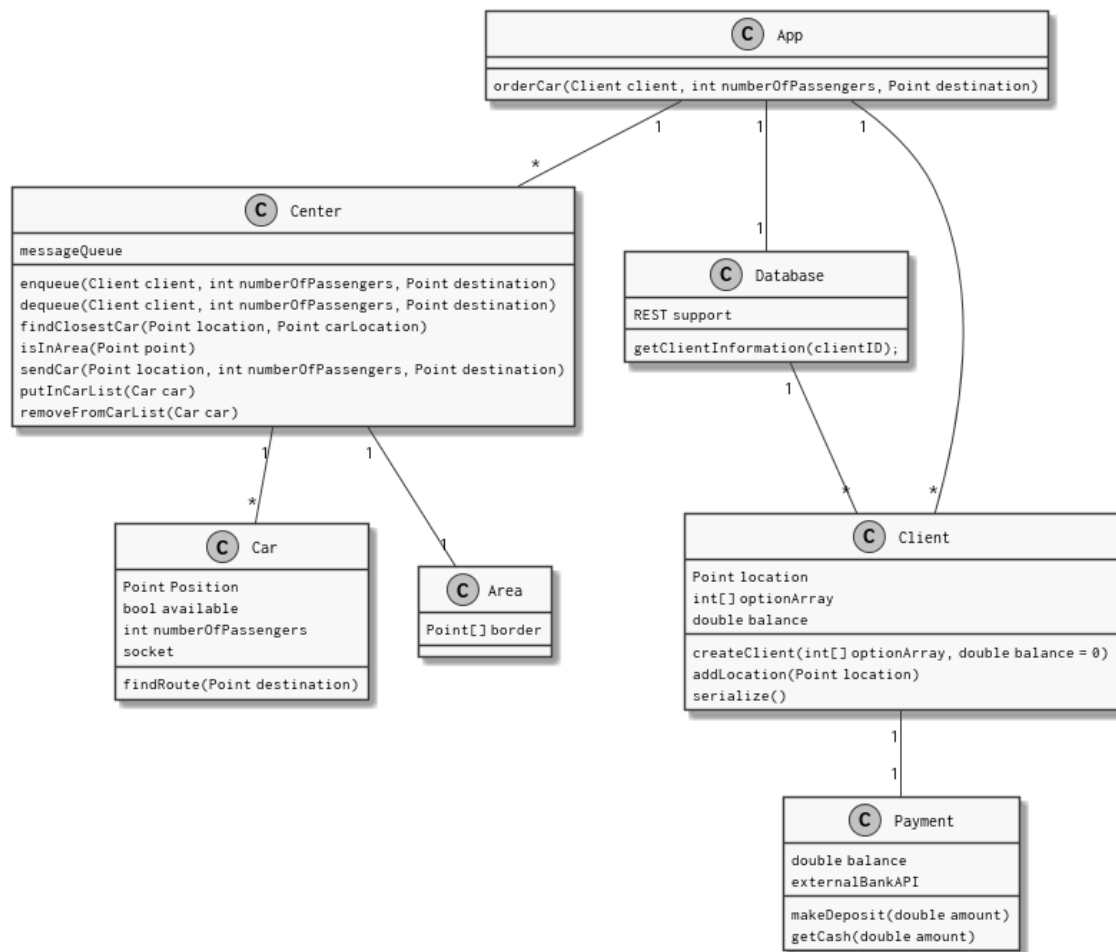 C App
orderCar(Client client, int numberOfPassengers, Point destination)
1 1 1
*
C Center
messageQueue
enqueue(Client client, int numberOfPassengers, Point destination)
dequeue(Client client, int numberOfPassengers, Point destination)
findClosestCar(Point location, Point carLocation)
isInArea(Point point)
sendCar(Point location, int numberOfPassengers, Point destination)
putInCarList(Car car)
removeFromCarList(Car car)
1
C Database
REST support
getClientInformation(clientID);
1
1 1
*
1
* *
C Car
Point Position
bool available
int numberOfPassengers
socket
findRoute(Point destination)
C Area
Point[] border
C Client
Point location
int[] optionArray
double balance
createClient(int[] optionArray, double balance = 0)
addLocation(Point location)
serialize()
1
1
C Payment
double balance
externalBankAPI
makeDeposit(double amount)
getCash(double amount)